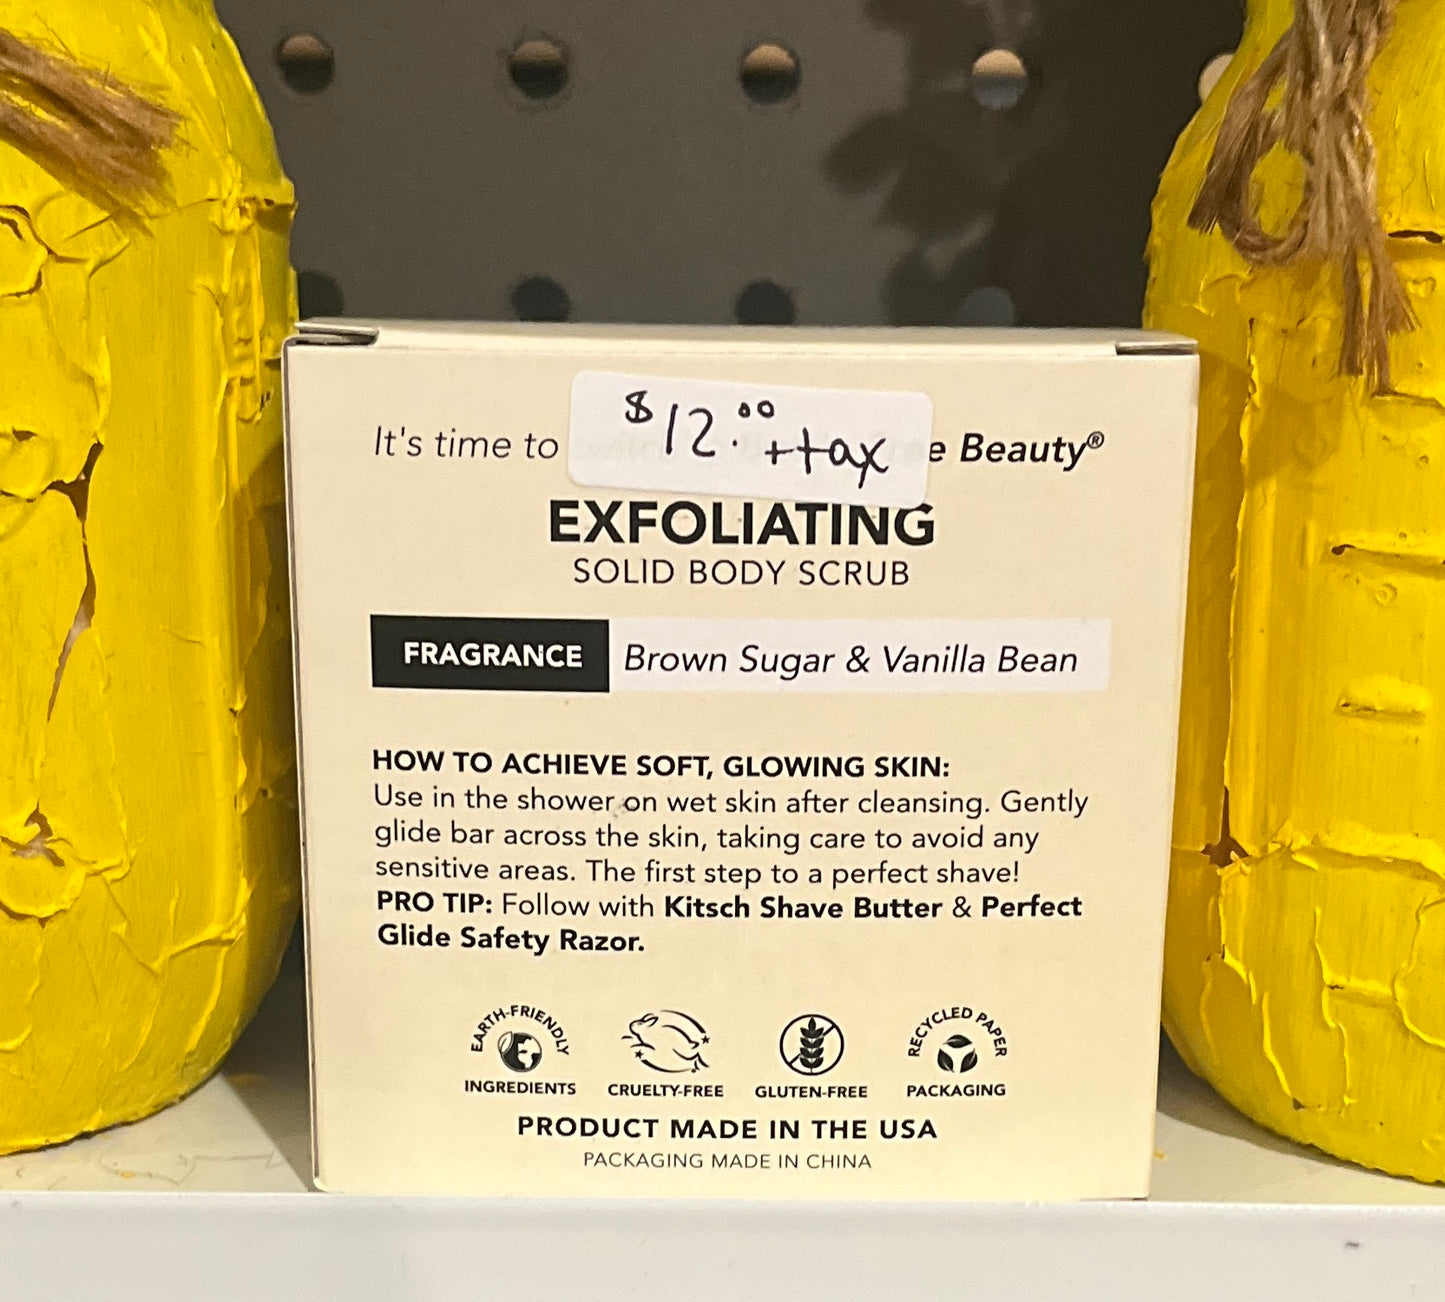 $12.00 + tax
It's time to
e Beauty®
EXFOLIATING
SOLID BODY SCRUB
FRAGRANCE Brown Sugar & Vanilla Bean
HOW TO ACHIEVE SOFT, GLOWING SKIN:
Use in the shower on wet skin after cleansing. Gently
glide bar across the skin, taking care to avoid any
sensitive areas. The first step to a perfect shave!
PRO TIP: Follow with Kitsch Shave Butter & Perfect
Glide Safety Razor.
EARTH-FRIENDLY
INGREDIENTS
CRUELTY-FREE
GLUTEN-FREE
RECYCLED PAPER
PACKAGING
PRODUCT MADE IN THE USA
PACKAGING MADE IN CHINA